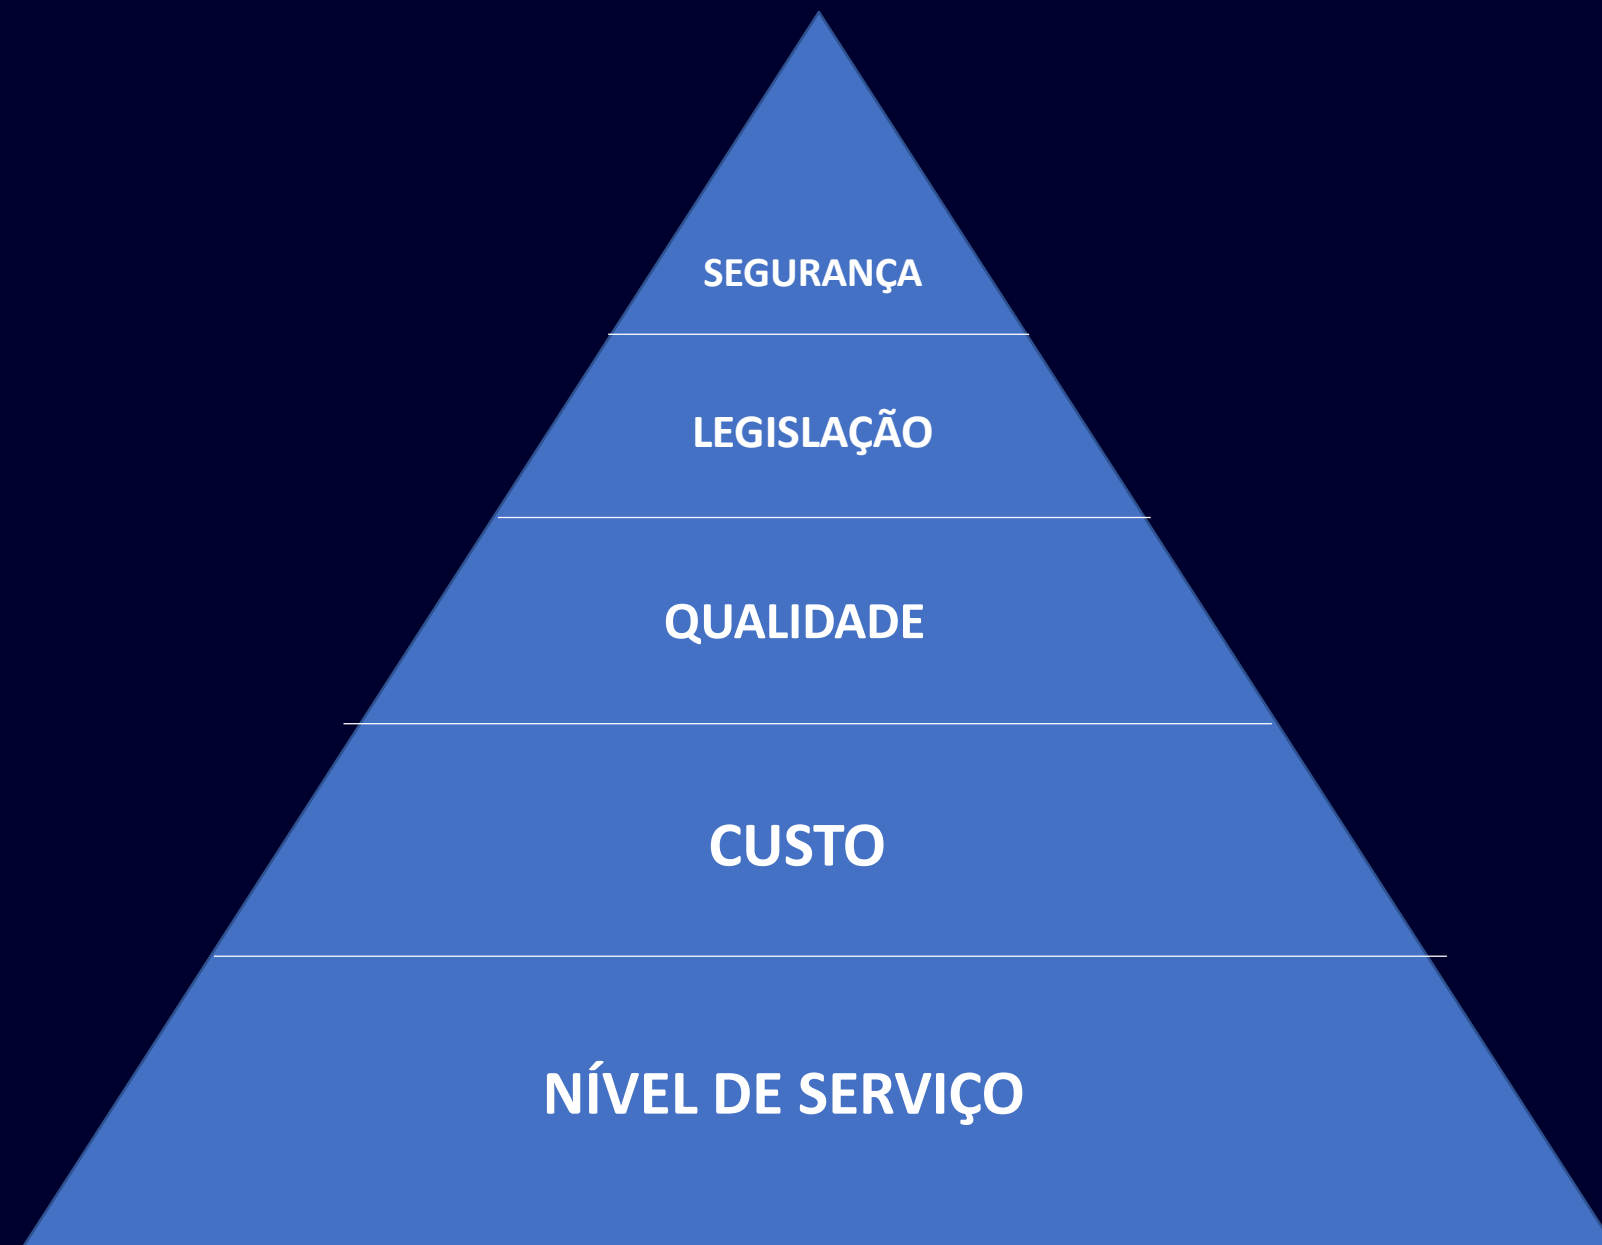 SEGURANÇA
LEGISLAÇÃO
QUALIDADE
CUSTO
NÍVEL DE SERVIÇO